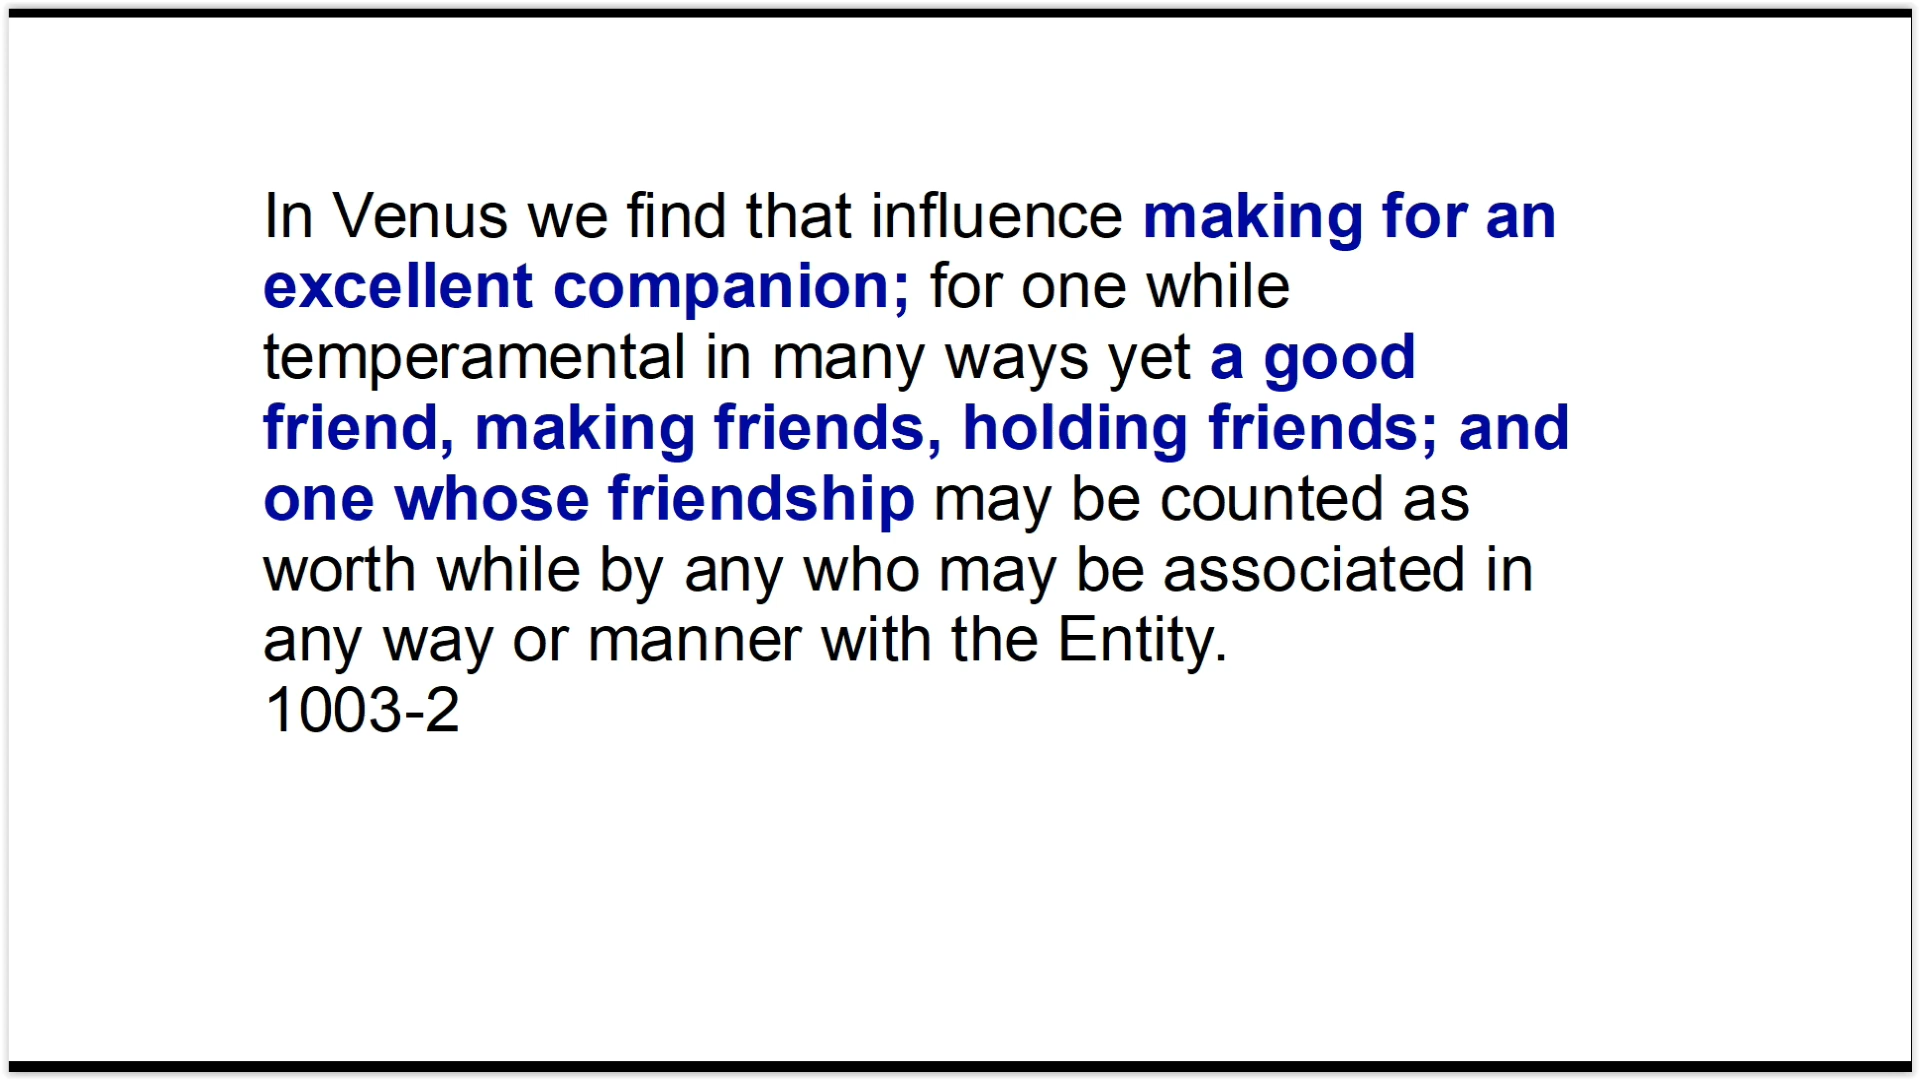 In Venus we find that influence making for an
excellent companion; for one while
temperamental in many ways yet a good
friend, making friends, holding friends; and
one whose friendship may be counted as
worth while by any who may be associated in
any way or manner with the Entity.
1003-2